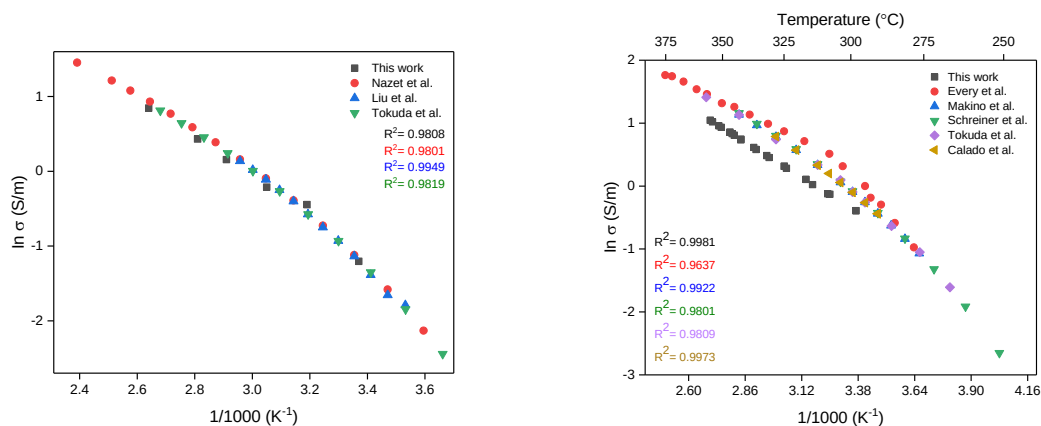 This work
Nazet et al.
Liu et al.
Tokuda et al.
R²= 0.9808
R²= 0.9801
R²= 0.9949
R²= 0.9819
1
0
-1
-2
ln σ (S/m)
2.4 2.6 2.8 3.0 3.2 3.4 3.6
1/1000 (K⁻¹)
Temperature (°C)
375 350 325 300 275 250
This work
Every et al.
Makino et al.
Schreiner et al.
Tokuda et al.
Calado et al.
R²= 0.9981
R²= 0.9637
R²= 0.9922
R²= 0.9801
R²= 0.9809
R²= 0.9973
2
1
0
-1
-2
-3
ln σ (S/m)
2.60 2.86 3.12 3.38 3.64 3.90 4.16
1/1000 (K⁻¹)